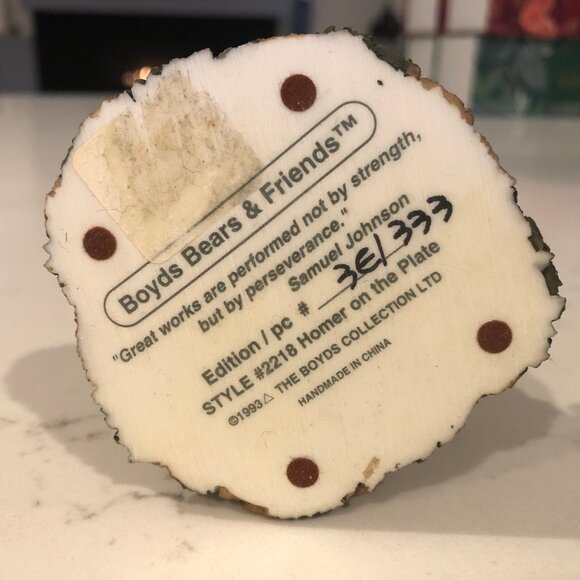 Boyds Bears & Friends™
"Great works are performed not by strength,
but by perseverance."
Samuel Johnson
Edition / pc # 3E/333
STYLE #2218 Homer on the Plate
©1993△ THE BOYDS COLLECTION LTD
HANDMADE IN CHINA